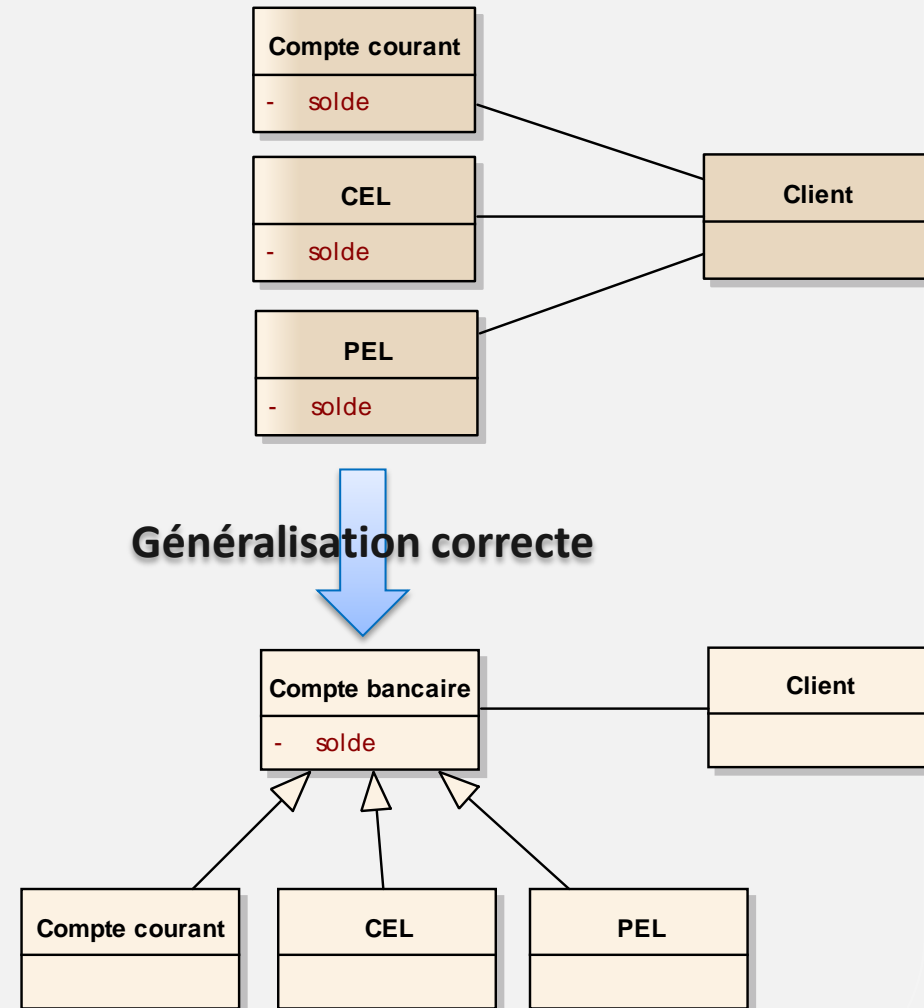 Compte courant
- solde
CEL
- solde
Client
PEL
- solde
Généralisation correcte
Compte bancaire
- solde
Client
Compte courant
CEL
PEL